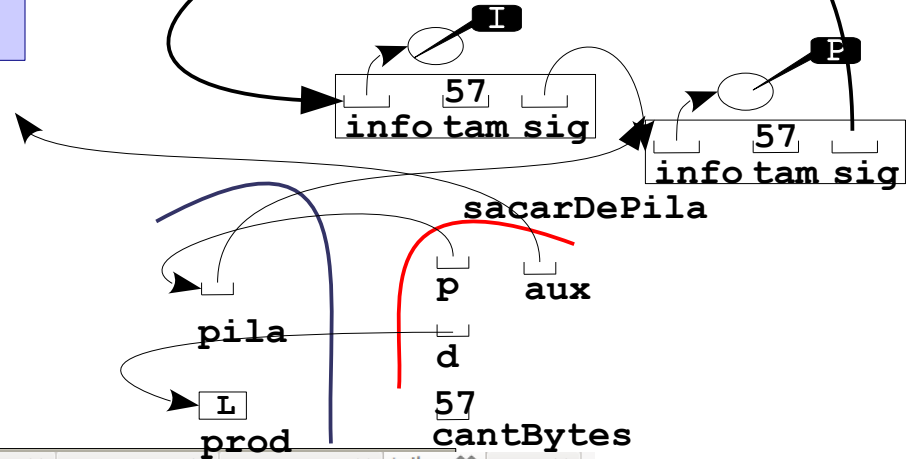 I
P
57
info tam sig
57
info tam sig
sacarDePila
p
aux
pila
d
L
57
prod
cantBytes